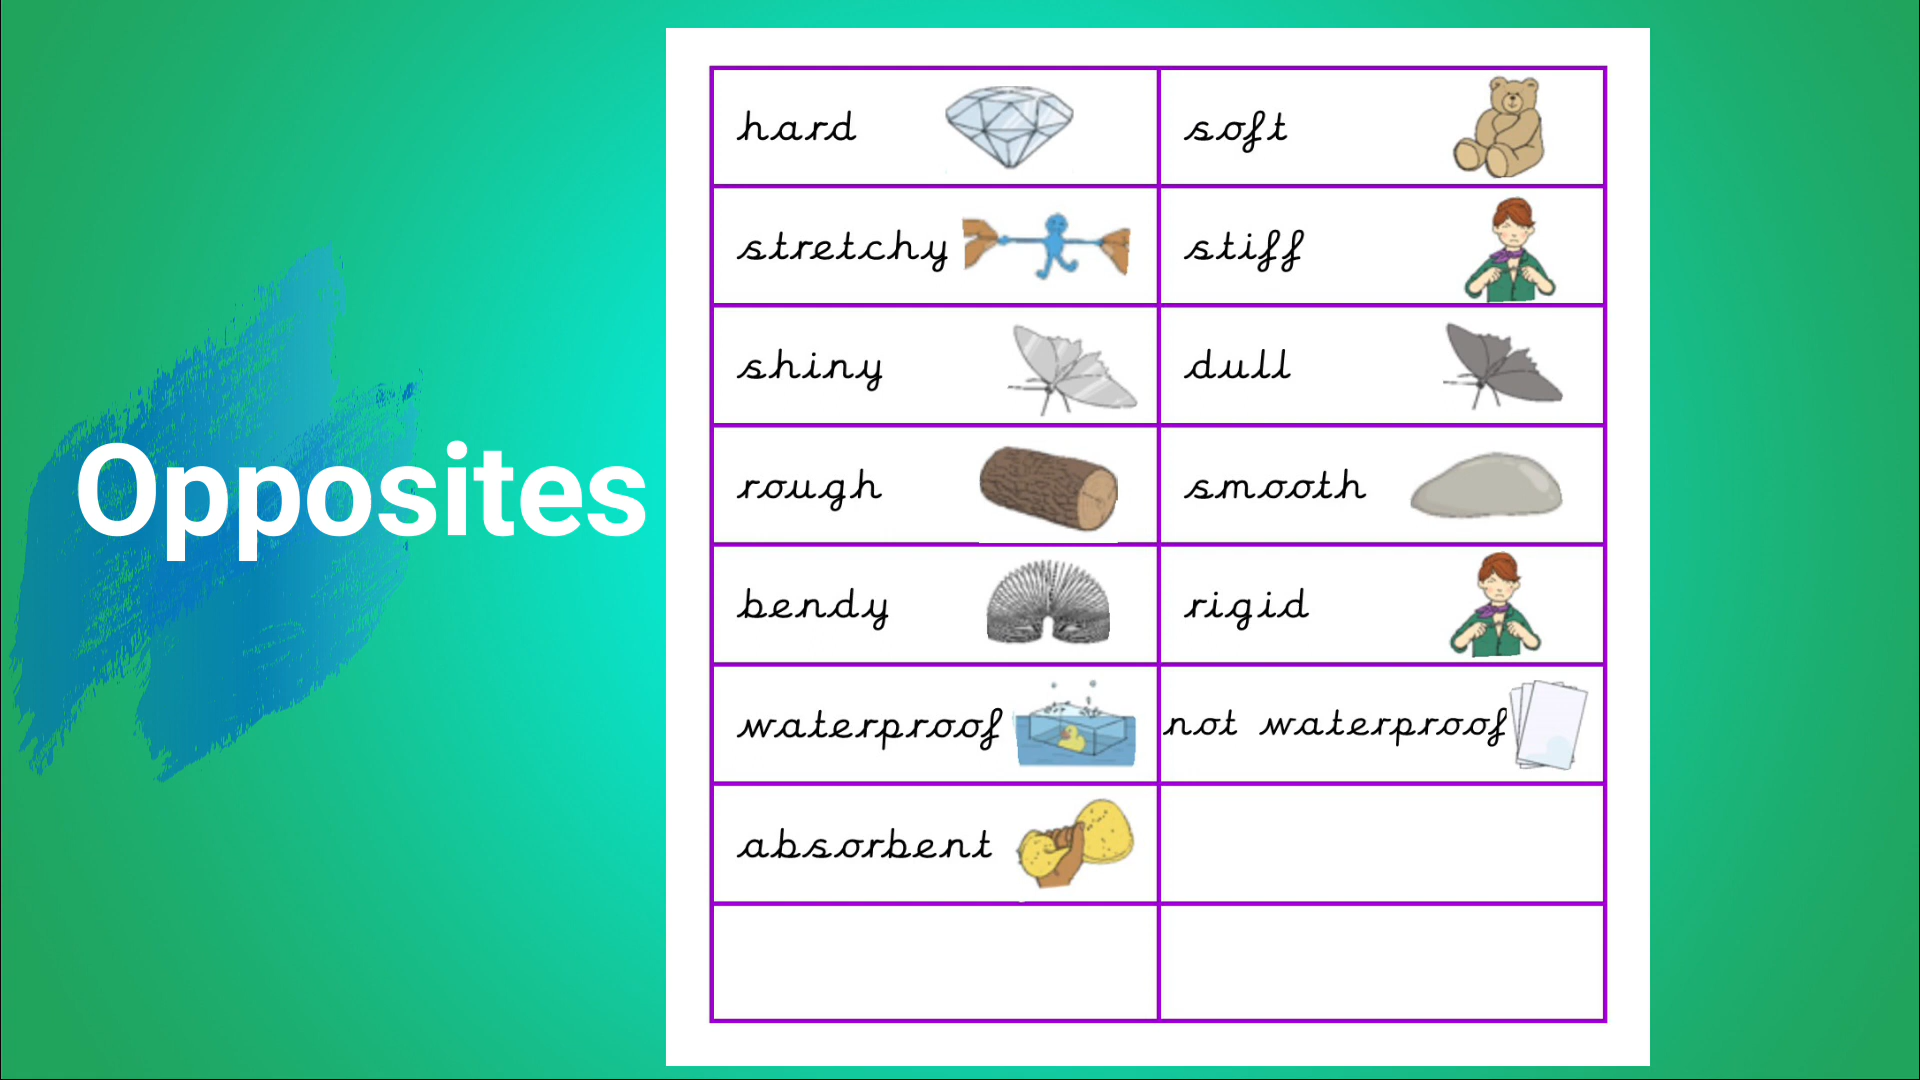 Opposites
hard
soft
stretchy
stiff
shiny
dull
rough
smooth
bendy
rigid
waterproof
not waterproof
absorbent